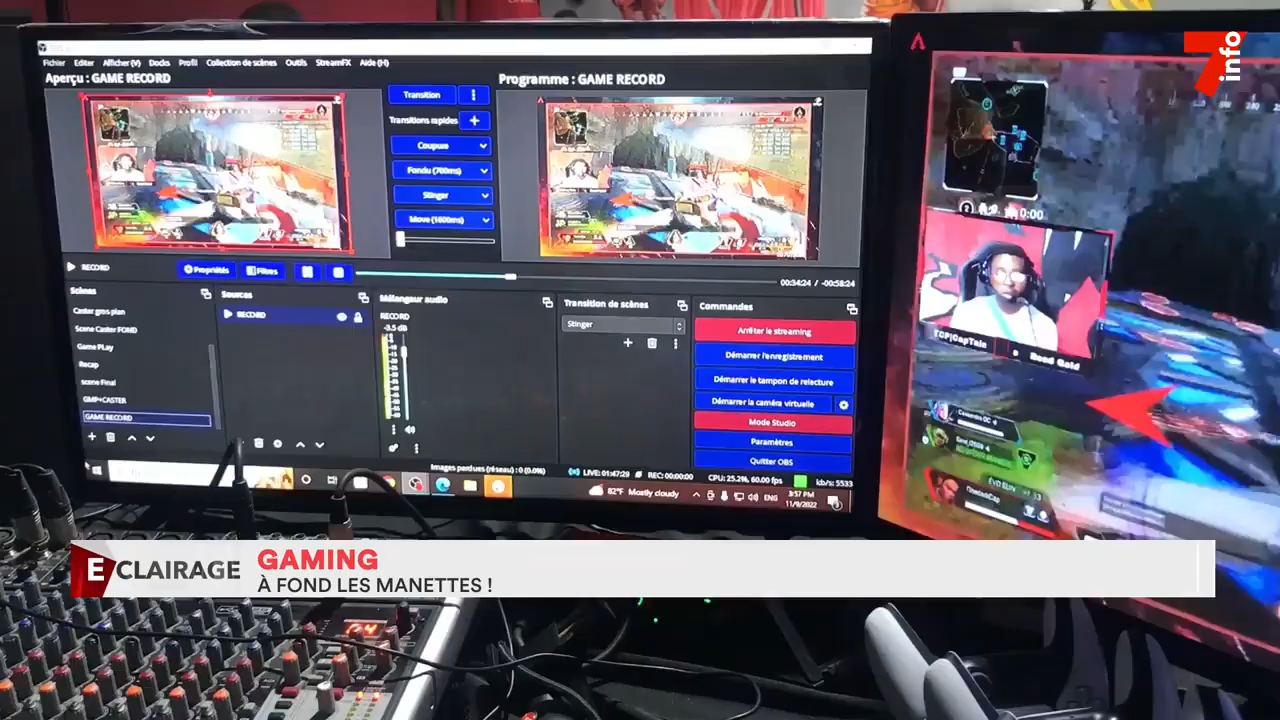 7 info
Fichier Editer Afficher (V) Docks Profil Collection de scènes Outils StreamFX Aide (H)
Aperçu : GAME RECORD
Programme : GAME RECORD
Transition
Transitions rapides
Coupure
Fondu (700ms)
Stinger
Move (1600ms)
RECORD
Propriétés
Filtres
00:34:24 / -00:58:24
Scènes
Caster gros plan
Scene Caster FOND
Game PLay
Recap
scene Final
GMP+CASTER
GAME RECORD
Sources
RECORD
Mélangeur audio
RECORD
-3.5 dB
Transition de scènes
Stinger
Commandes
Arrêter le streaming
Démarrer l'enregistrement
Démarrer le tampon de relecture
Démarrer la caméra virtuelle
Mode Studio
Paramètres
Quitter OBS
Images perdues (réseau) : 0 (0.0%)
LIVE: 01:47:29
REC: 00:00:00
CPU: 25.2%, 60.00 fps
kb/s: 5533
82°F Mostly cloudy
ENG
3:57 PM
11/9/2022
0:00
TCP|CapTain
Reed Gold
ECLAIRAGE
GAMING
À FOND LES MANETTES !